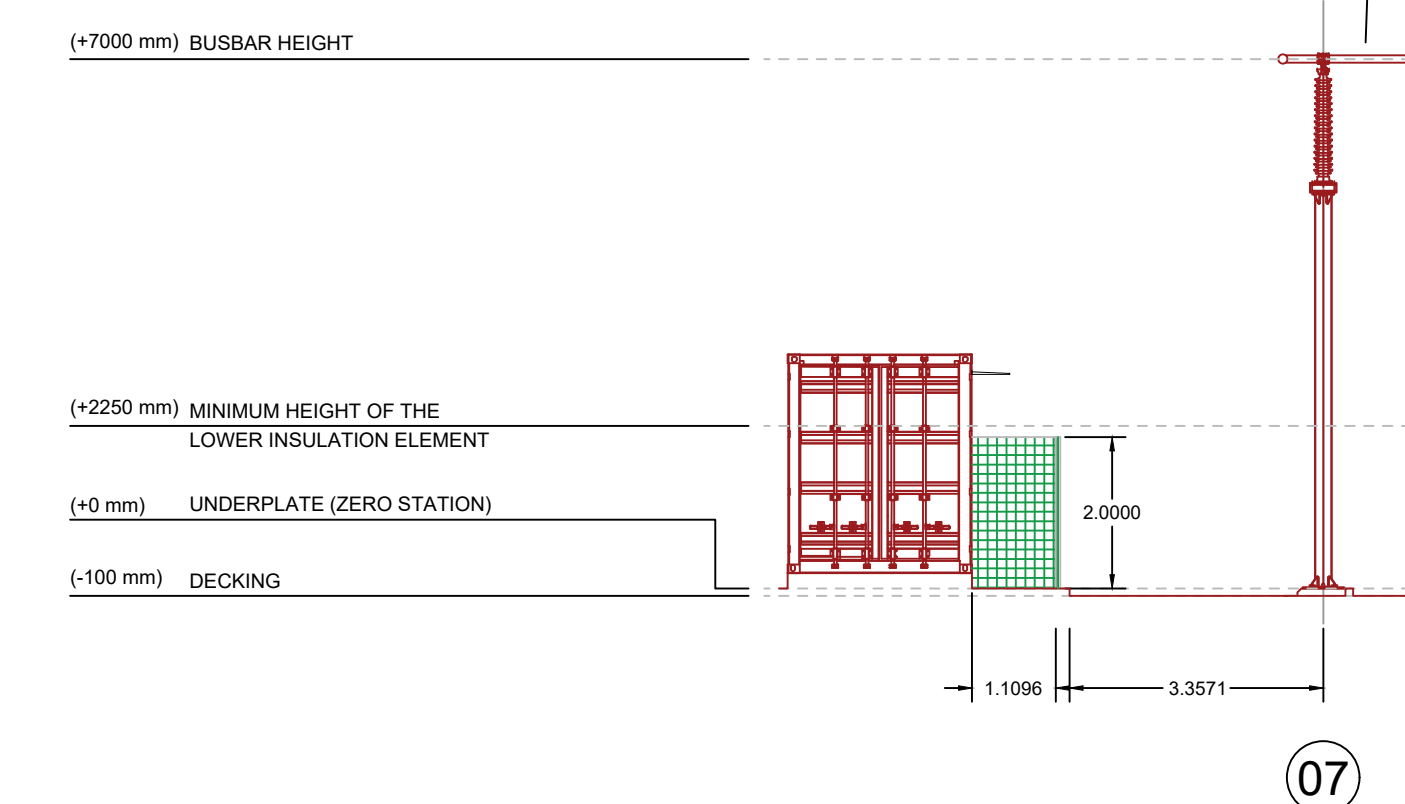 (+7000 mm) BUSBAR HEIGHT
(+2250 mm) MINIMUM HEIGHT OF THE
LOWER INSULATION ELEMENT
(+0 mm) UNDERPLATE (ZERO STATION)
2.0000
(-100 mm) DECKING
1.1096
3.3571
07